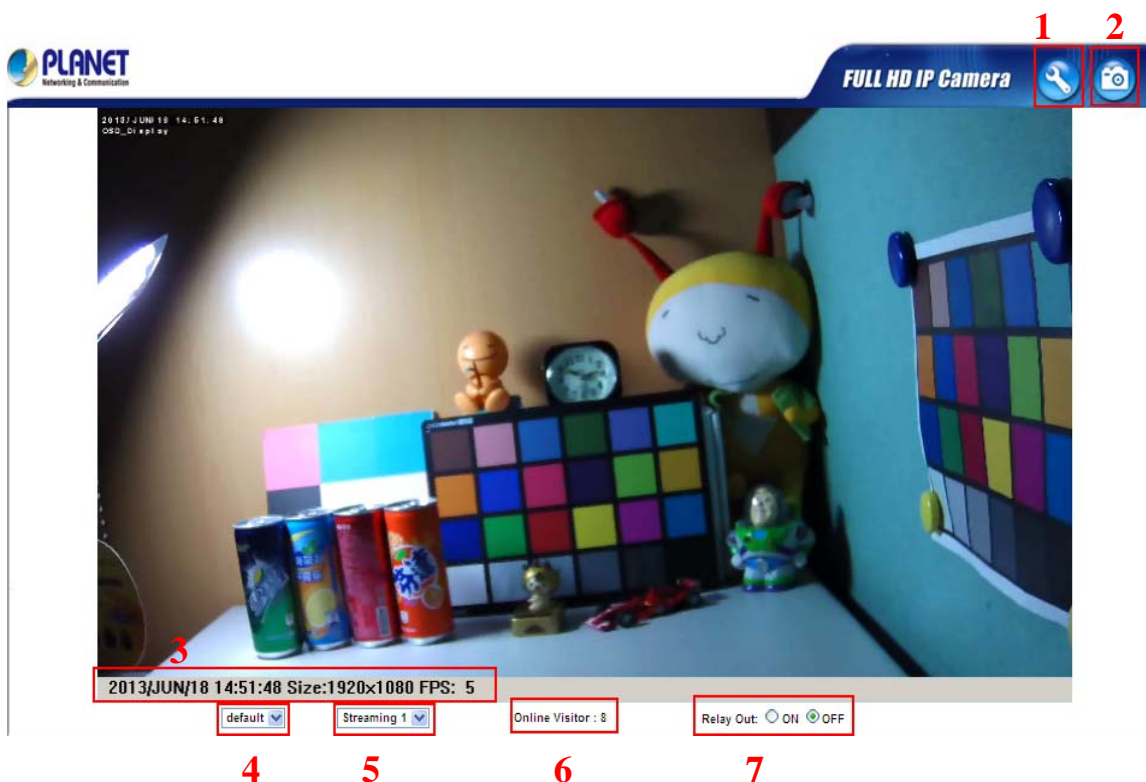 1 2
PLANET
Networking & Communication
FULL HD IP Camera
2013/JUN/18 14:51:48
OSD_Display
3
2013/JUN/18 14:51:48 Size:1920x1080 FPS: 5
default Streaming 1 Online Visitor : 8 Relay Out: ON OFF
4 5 6 7